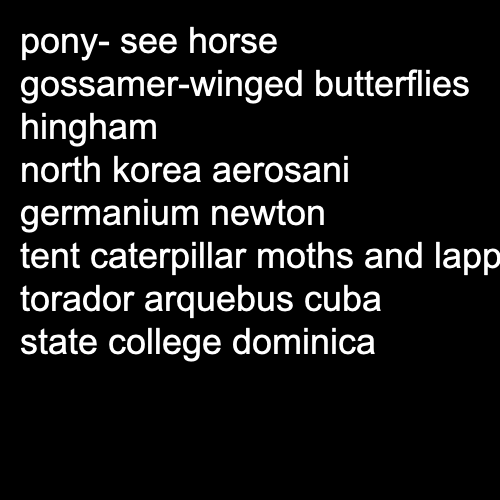 pony- see horse
gossamer-winged butterflies
hingham
north korea aerosani
germanium newton
tent caterpillar moths and lapp
torador arquebus cuba
state college dominica